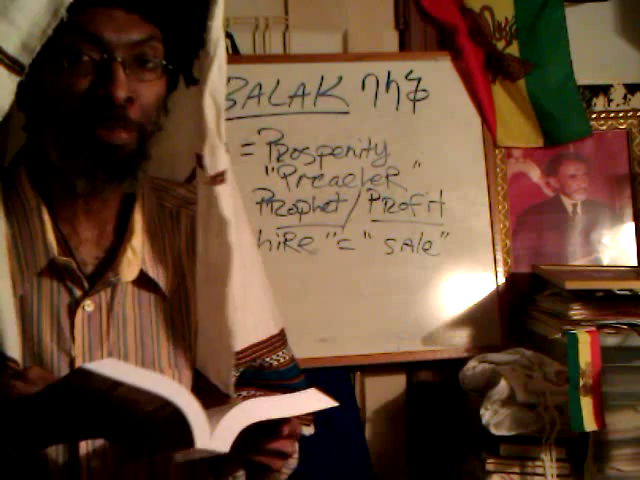 BALAK ባላቅ
= Prosperity
"Preacher"
Prophet/Profit
hire "=" sale"